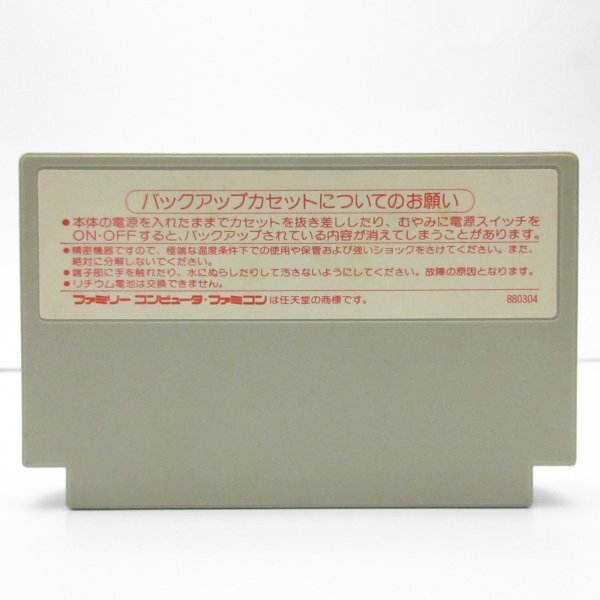 バックアップカセットについてのお願い
●本体の電源を入れたままでカセットを抜き差ししたり、むやみに電源スイッチを
ON・OFFすると、バックアップされている内容が消えてしまうことがあります。
●精密機器ですので、極端な温度条件下での使用や保管および強いショックをさけてください。また、
絶対に分解しないでください。
●端子部に手を触れたり、水にぬらしたりして汚さないようにしてください。故障の原因となります。
●リチウム電池は交換できません。
ファミリーコンピュータ・ファミコンは任天堂の商標です。 880304